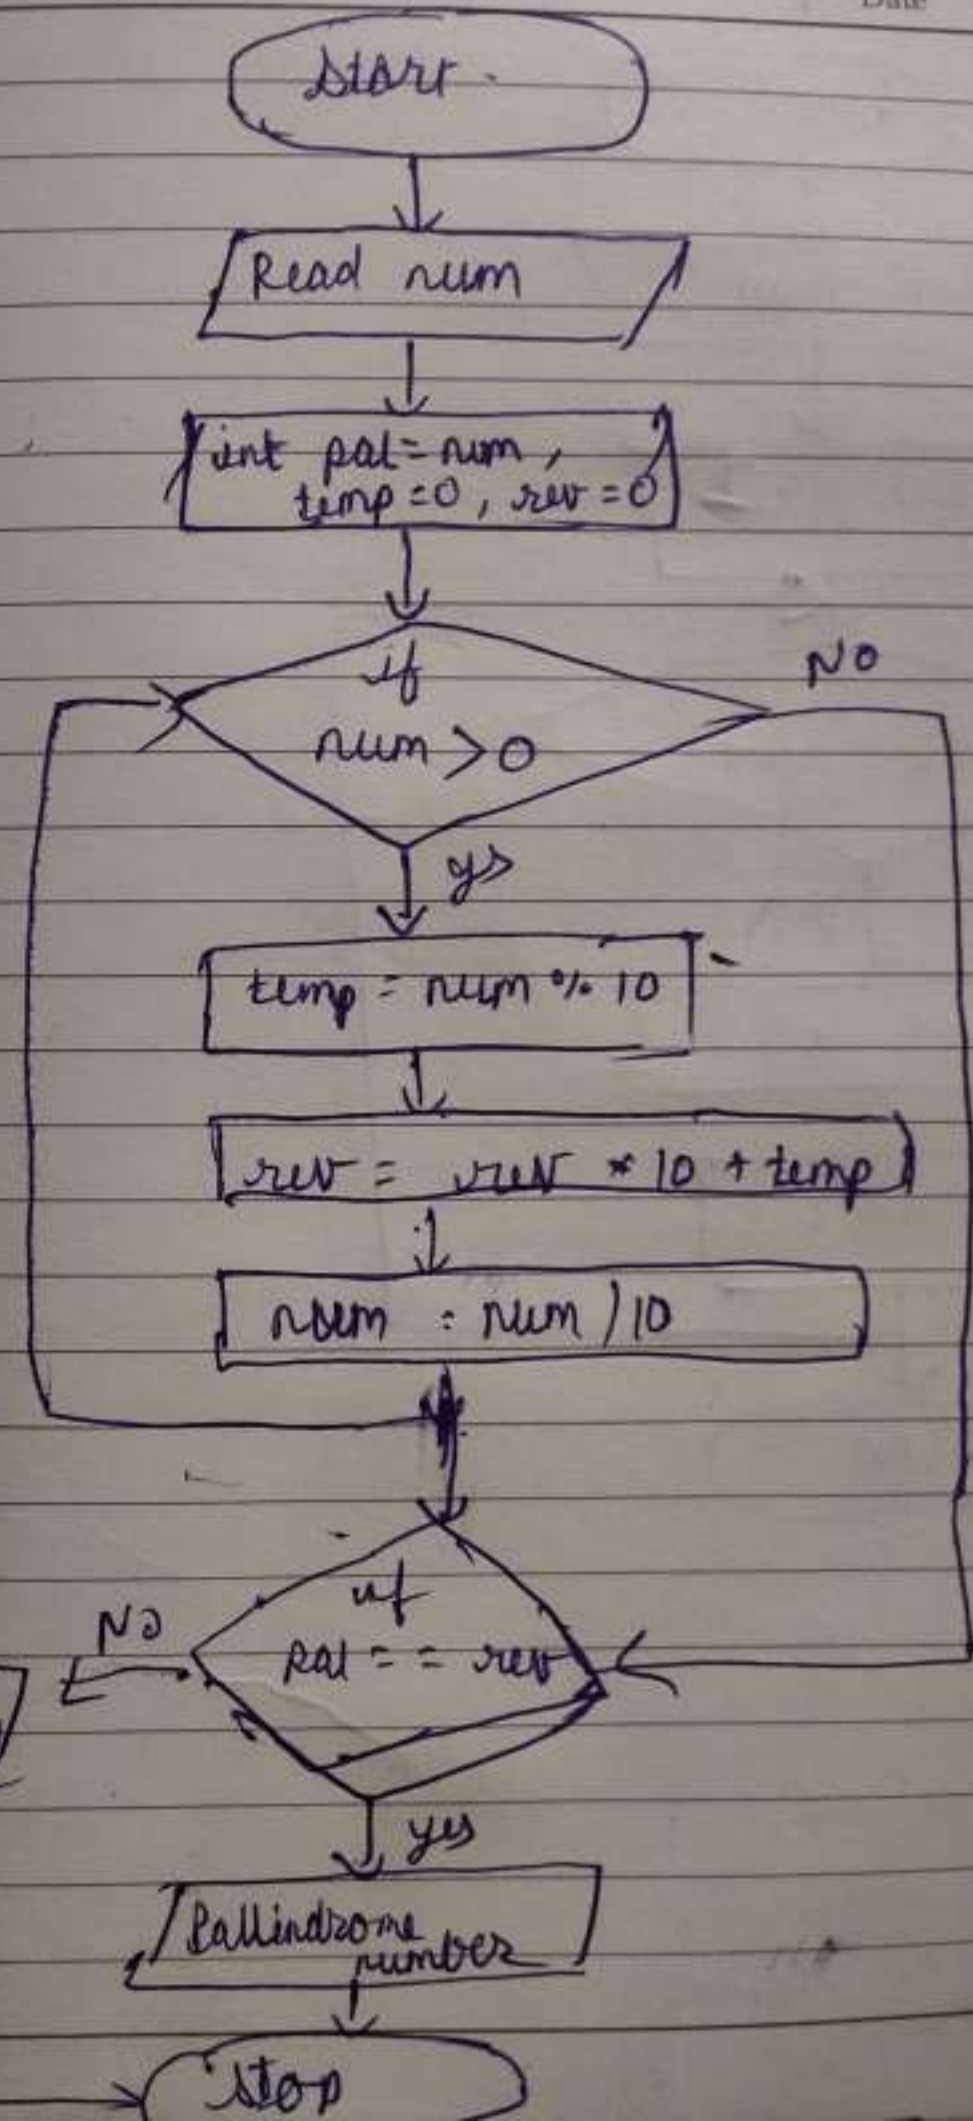 Date
Start
Read num
int pal = num,
temp = 0, rev = 0
if
num > 0
NO
yes
temp = num % 10
rev = rev * 10 + temp
num = num / 10
if
pal == rev
NO
yes
Pallindrome
number
Stop